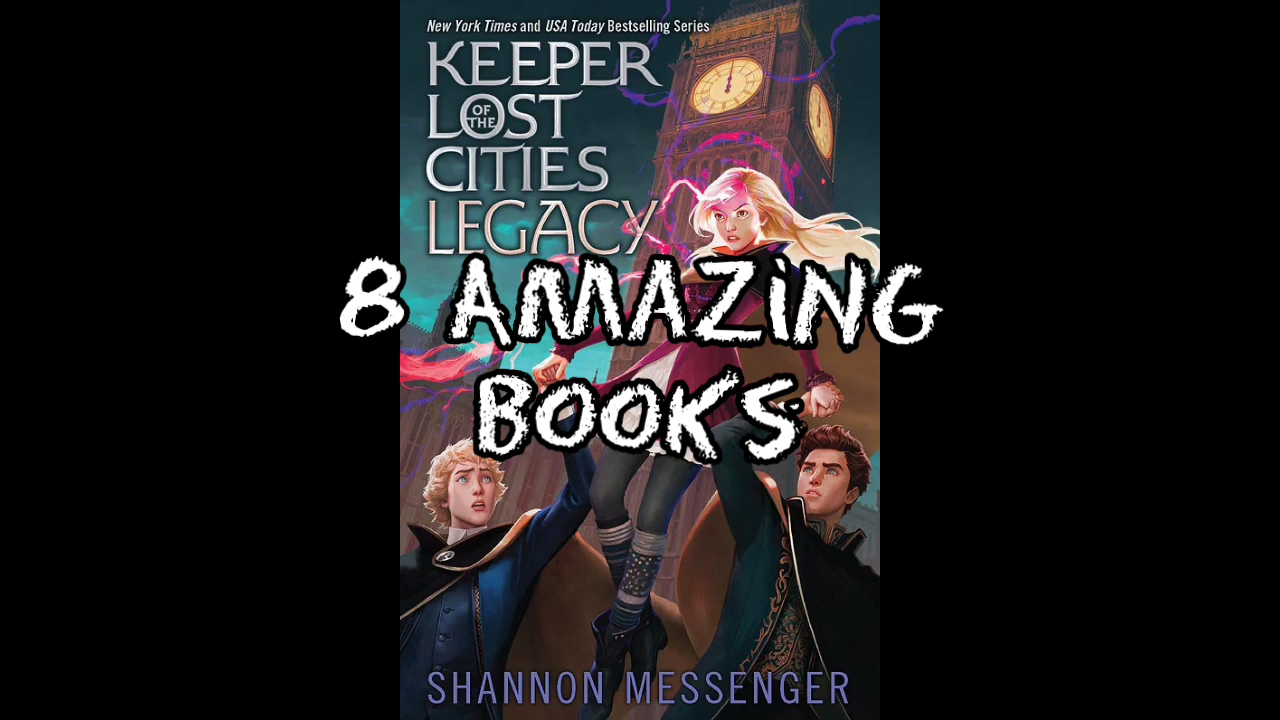 New York Times and USA Today Bestselling Series
KEEPER
OF THE
LOST
CITIES
LEGACY
8 AMAZiNG
BOOKS
SHANNON MESSENGER